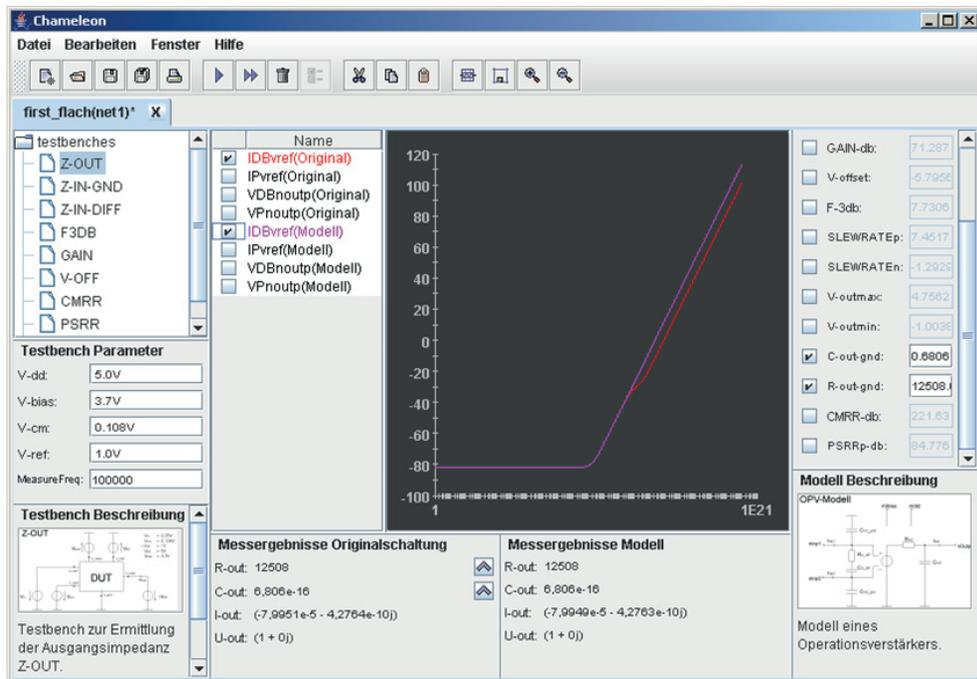 Chameleon
Datei Bearbeiten Fenster Hilfe
first_flach(net1)* X
testbenches
Z-OUT
Z-IN-GND
Z-IN-DIFF
F3DB
GAIN
V-OFF
CMRR
PSRR
Testbench Parameter
V-dd: 5.0V
V-bias: 3.7V
V-cm: 0.108V
V-ref: 1.0V
MeasureFreq: 100000
Testbench Beschreibung
Z-OUT
DUT
Testbench zur Ermittlung
der Ausgangsimpedanz
Z-OUT.
Name
IDBvref(Original)
IPvref(Original)
VDBnoutp(Original)
VPnoutp(Original)
IDBvref(Modell)
IPvref(Modell)
VDBnoutp(Modell)
VPnoutp(Modell)
120
100
80
60
40
20
0
-20
-40
-60
-80
-100
1 1E21
Messergebnisse Originalschaltung
R-out: 12508
C-out: 6,806e-16
I-out: (-7,9951e-5 - 4,2764e-10j)
U-out: (1 + 0j)
Messergebnisse Modell
R-out: 12508
C-out: 6,806e-16
I-out: (-7,9949e-5 - 4,2763e-10j)
U-out: (1 + 0j)
GAIN-db: 71.287
V-offset: -5.7956
F-3db: 7.7306
SLEWRATEp: 7.4517
SLEWRATEn: -1.2929
V-outmax: 4.7562
V-outmin: -1.0038
C-out-gnd: 0.6806
R-out-gnd: 12508.
CMRR-db: 221.63
PSRRp-db: 84.776
Modell Beschreibung
OPV-Modell
Modell eines
Operationsverstärkers.